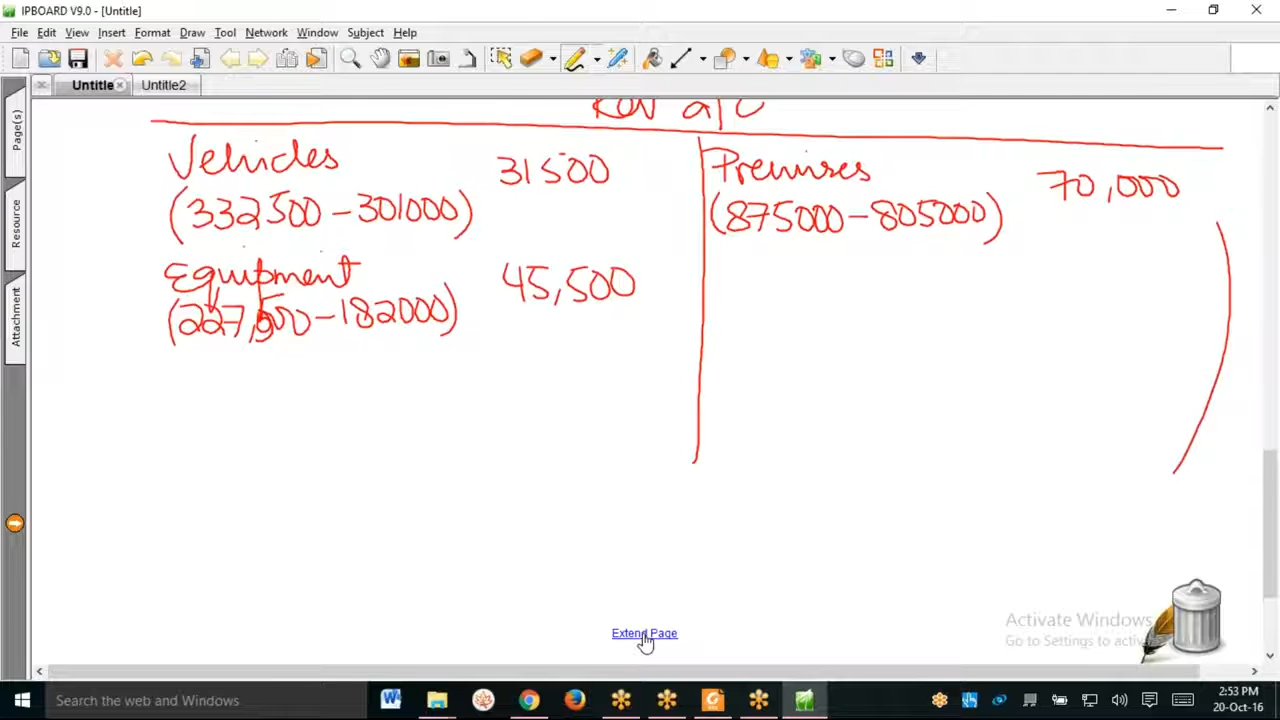 IPBOARD V9.0 - [Untitle]
File Edit View Insert Format Draw Tool Network Window Subject Help
Untitle Untitle2
Page(s)
Resource
Attachment
Rev a/c
Vehicles 31500
(332500-301000)
Equipment 45,500
(227,500-182000)
Premises 70,000
(875000-805000)
Extend Page
Activate Windows
Go to Settings to activ
Search the web and Windows
2:53 PM
20-Oct-16